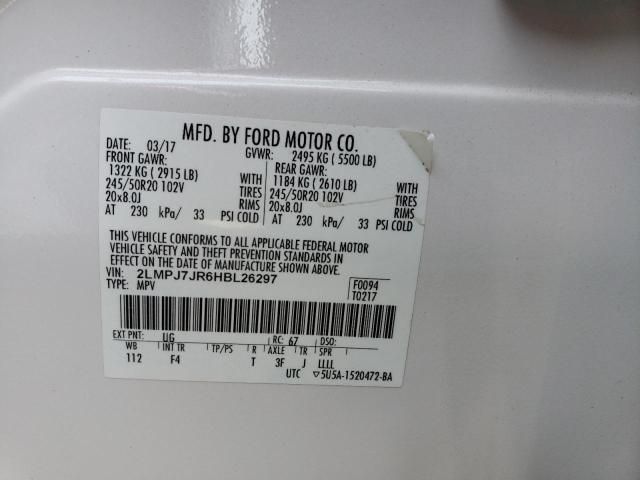 MFD. BY FORD MOTOR CO.
DATE: 03/17 GVWR: 2495 KG ( 5500 LB)
FRONT GAWR: REAR GAWR:
1322 KG ( 2915 LB) WITH 1184 KG ( 2610 LB) WITH
245/50R20 102V TIRES 245/50R20 102V TIRES
20x8.0J RIMS 20x8.0J RIMS
AT 230 kPa/ 33 PSI COLD AT 230 kPa/ 33 PSI COLD
THIS VEHICLE CONFORMS TO ALL APPLICABLE FEDERAL MOTOR
VEHICLE SAFETY AND THEFT PREVENTION STANDARDS IN
EFFECT ON THE DATE OF MANUFACTURE SHOWN ABOVE.
VIN: 2LMPJ7JR6HBL26297 F0094
TYPE: MPV T0217
EXT PNT: UG RC: 67 DSO:
WB INT TR TP/PS R AXLE TR SPR
112 F4 T 3F J LLLL
UTC ▽5U5A-1520472-BA